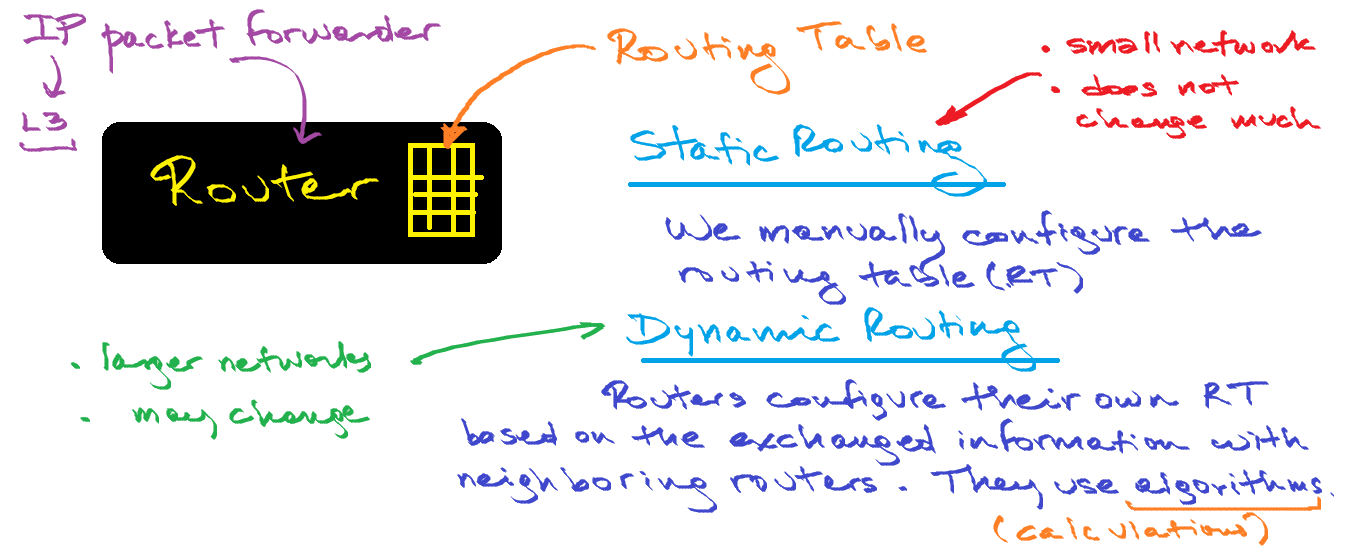 IP packet forwarder
L3
Router
Routing Table
• small network
• does not
change much
Static Routing
We manually configure the
routing table (RT)
Dynamic Routing
• larger networks
• may change
Routers configure their own RT
based on the exchanged information with
neighboring routers. They use algorithms.
(calculations)